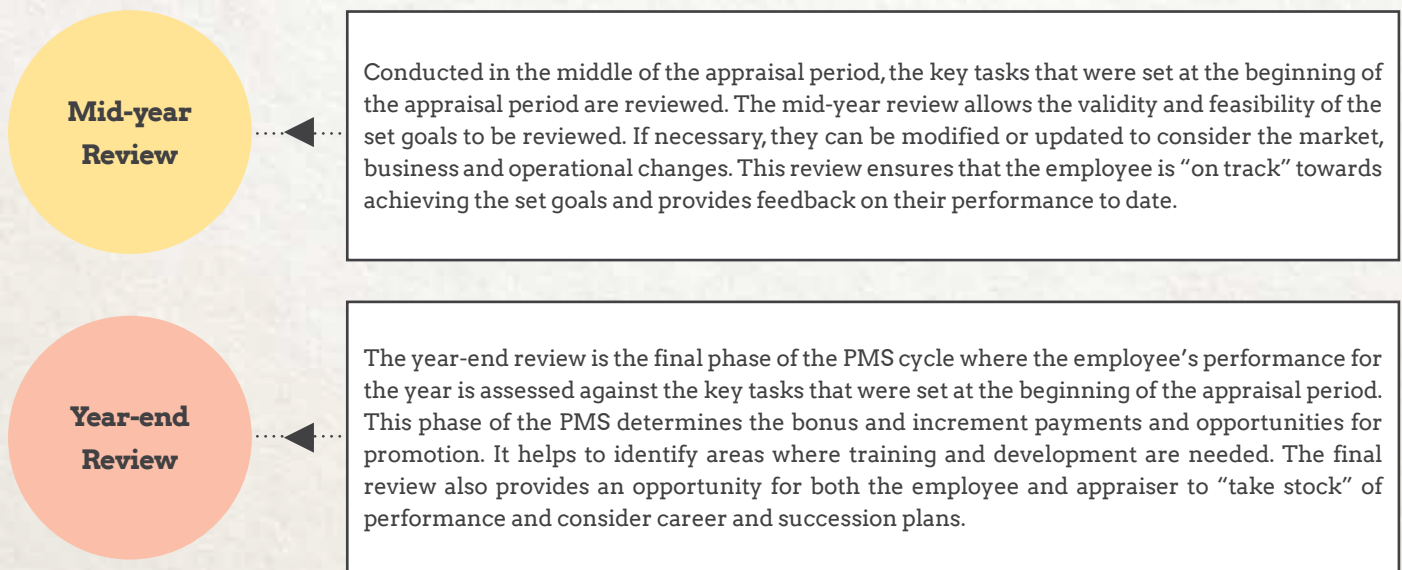 Mid-year
Review
Conducted in the middle of the appraisal period, the key tasks that were set at the beginning of
the appraisal period are reviewed. The mid-year review allows the validity and feasibility of the
set goals to be reviewed. If necessary, they can be modified or updated to consider the market,
business and operational changes. This review ensures that the employee is “on track” towards
achieving the set goals and provides feedback on their performance to date.
Year-end
Review
The year-end review is the final phase of the PMS cycle where the employee’s performance for
the year is assessed against the key tasks that were set at the beginning of the appraisal period.
This phase of the PMS determines the bonus and increment payments and opportunities for
promotion. It helps to identify areas where training and development are needed. The final
review also provides an opportunity for both the employee and appraiser to “take stock” of
performance and consider career and succession plans.